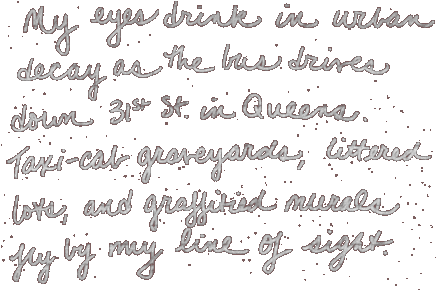 My eyes drink in urban
decay as the bus drives
down 31st St. in Queens.
Taxi-cab graveyards, littered
lots, and graffitied murals
fly by my line of sight.